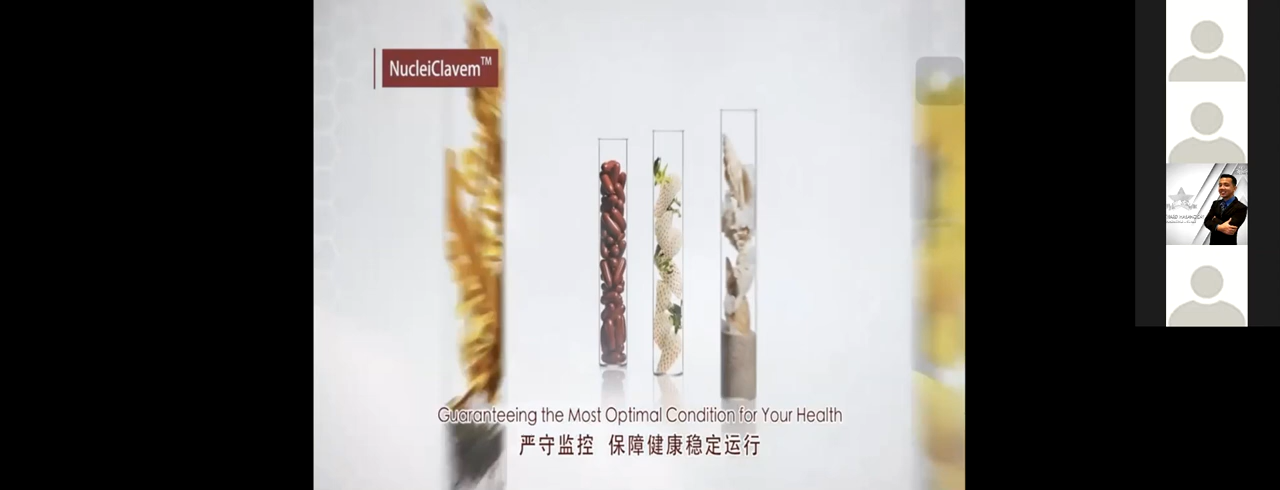 NucleiClavem™
Guaranteeing the Most Optimal Condition for Your Health
严守监控 保障健康稳定运行